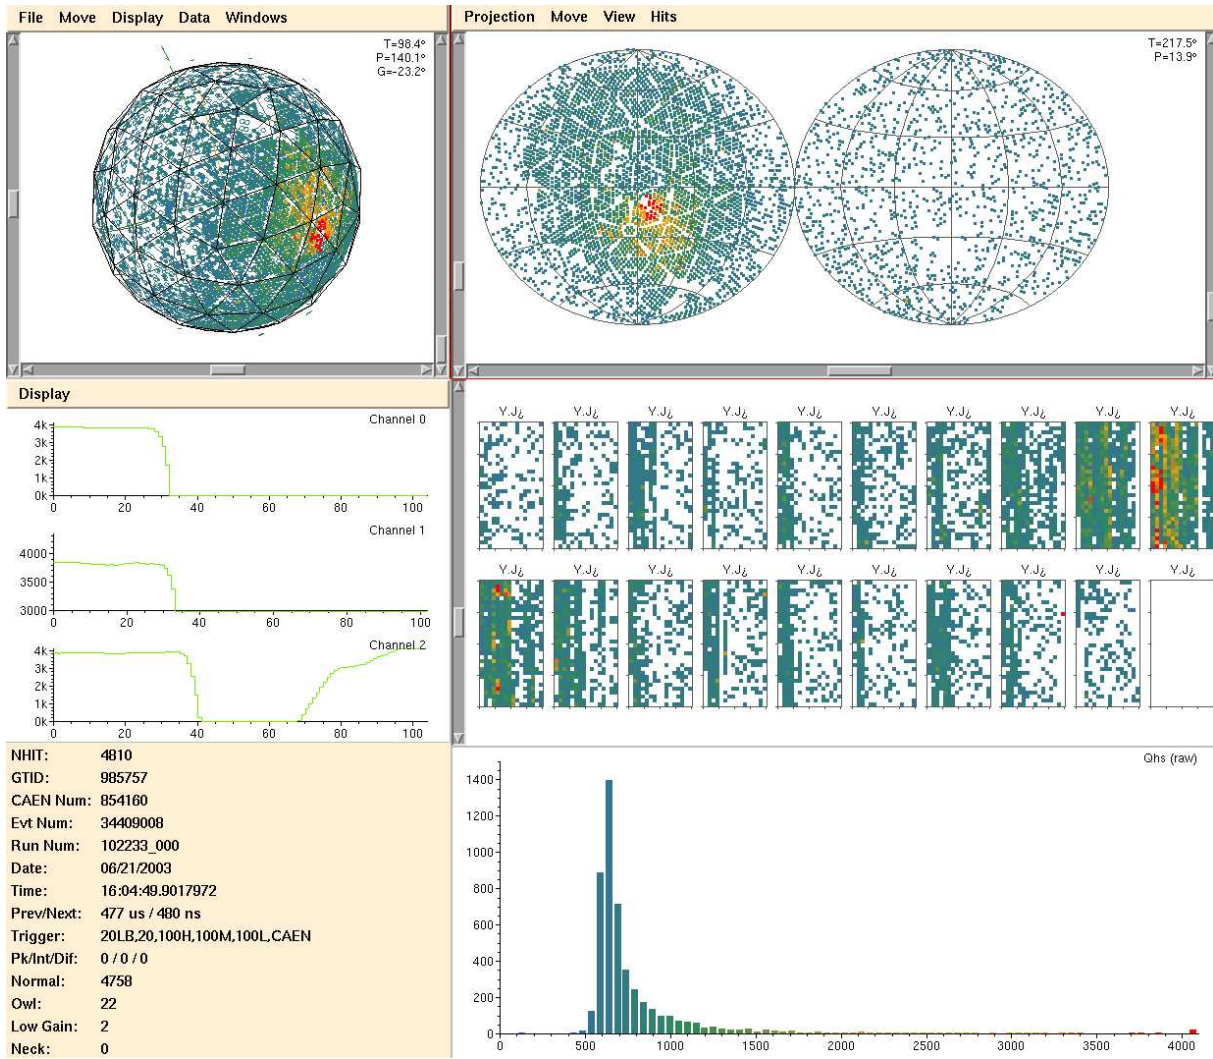 File Move Display Data Windows
T=98.4°
P=140.1°
G=-23.2°
Projection Move View Hits
T=217.5°
P=13.9°
Display
Channel 0
4k
3k
2k
1k
0k
0 20 40 60 80 100
Channel 1
4000
3500
3000
0 20 40 60 80 100
Channel 2
4k
3k
2k
1k
0k
0 20 40 60 80 100
Y.J¿ Y.J¿ Y.J¿ Y.J¿ Y.J¿ Y.J¿ Y.J¿ Y.J¿ Y.J¿ Y.J¿
Y.J¿ Y.J¿ Y.J¿ Y.J¿ Y.J¿ Y.J¿ Y.J¿ Y.J¿ Y.J¿ Y.J¿
NHIT: 4810
GTID: 985757
CAEN Num: 854160
Evt Num: 34409008
Run Num: 102233_000
Date: 06/21/2003
Time: 16:04:49.9017972
Prev/Next: 477 us / 480 ns
Trigger: 20LB,20,100H,100M,100L,CAEN
Pk/Int/Dif: 0 / 0 / 0
Normal: 4758
Owl: 22
Low Gain: 2
Neck: 0
Qhs (raw)
1400
1200
1000
800
600
400
200
0
0 500 1000 1500 2000 2500 3000 3500 4000